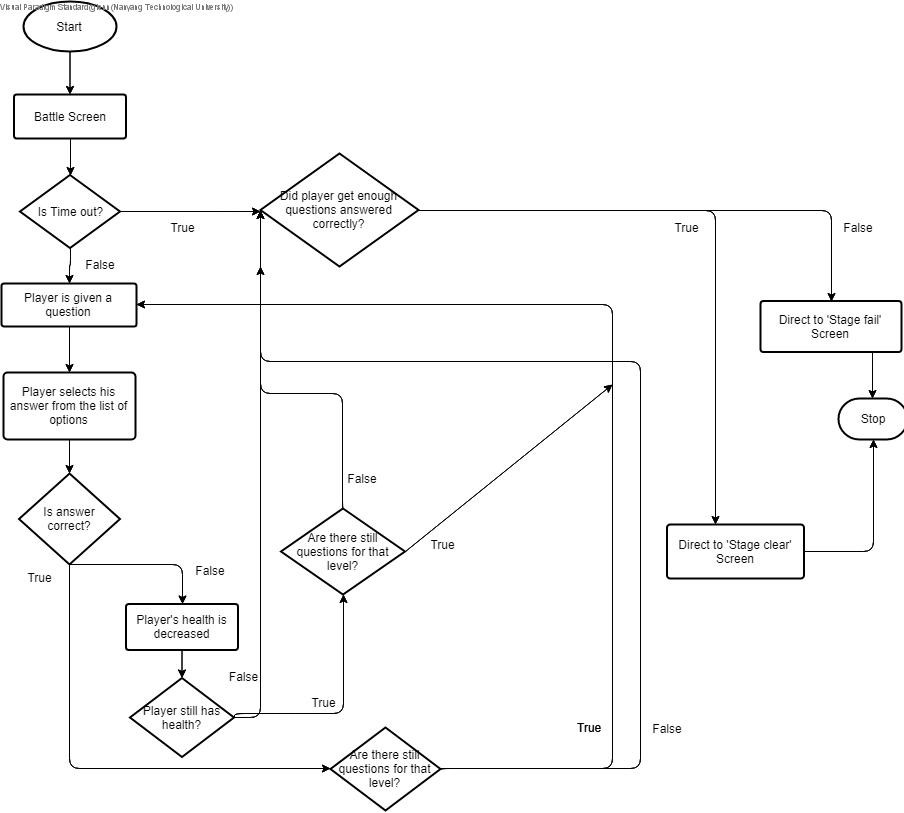 Visual Paradigm Standard( (Nanyang Technological University))
Start
Battle Screen
Is Time out?
True
False
Did player get enough
questions answered
correctly?
True
False
Player is given a
question
Direct to 'Stage fail'
Screen
Player selects his
answer from the list of
options
Stop
False
Is answer
correct?
Are there still
questions for that
level?
True
Direct to 'Stage clear'
Screen
True
False
Player's health is
decreased
False
True
Player still has
health?
True
False
Are there still
questions for that
level?